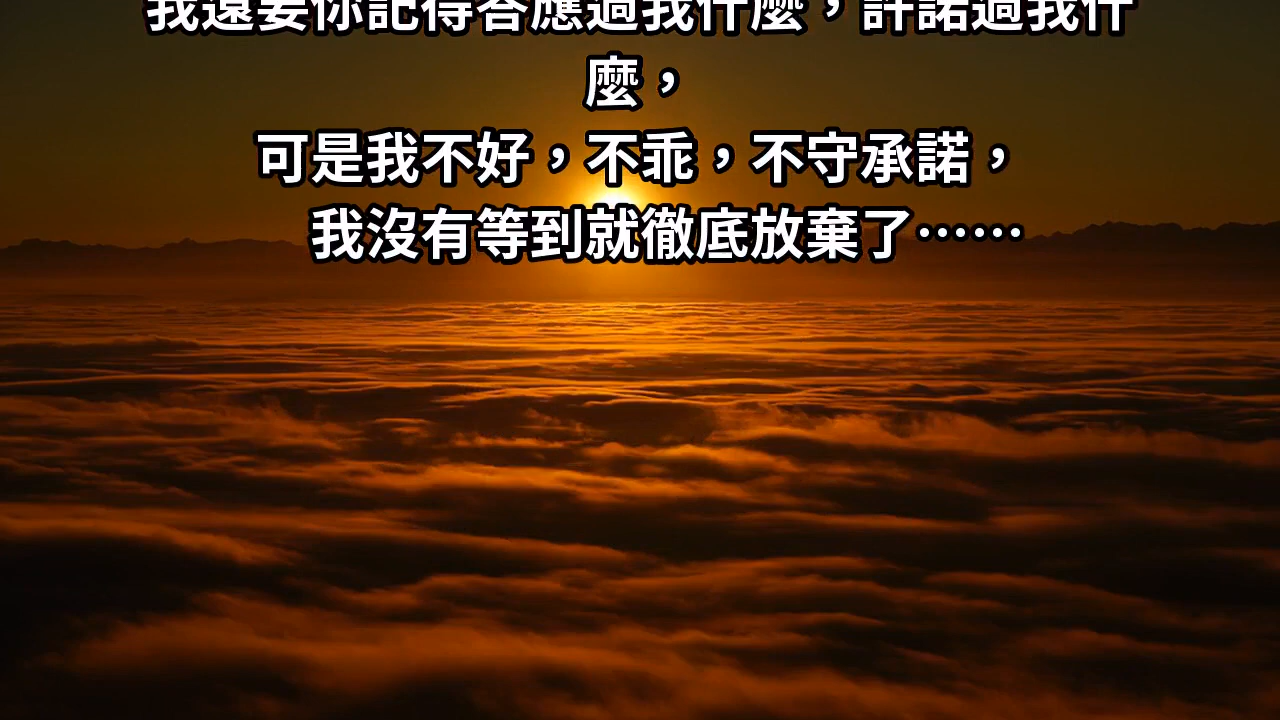 我還要你記得答應過我什麼，許諾過我什
麼，
可是我不好，不乖，不守承諾，
我沒有等到就徹底放棄了⋯⋯